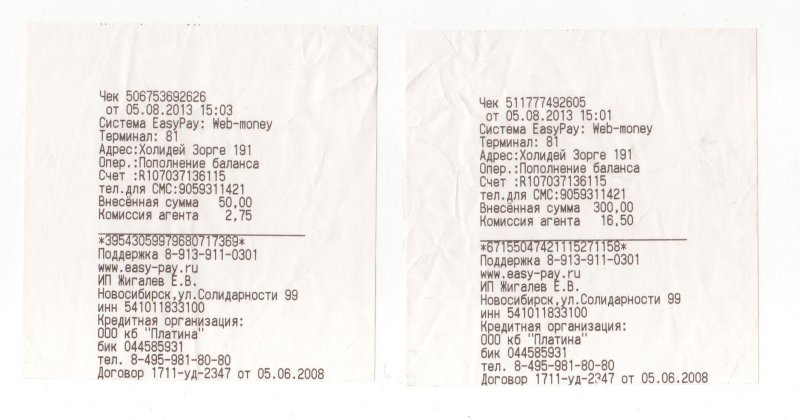 Чек 506753692626
от 05.08.2013 15:03
Система EasyPay: Web-money
Терминал: 81
Адрес:Холидей Зорге 191
Опер.:Пополнение баланса
Счет :R107037136115
тел.для СМС:9059311421
Внесённая сумма 50,00
Комиссия агента 2,75
*39543059979680717369*
Поддержка 8-913-911-0301
www.easy-pay.ru
ИП Жигалев Е.В.
Новосибирск,ул.Солидарности 99
инн 541011833100
Кредитная организация:
ООО кб "Платина"
бик 044585931
тел. 8-495-981-80-80
Договор 1711-уд-2347 от 05.06.2008
Чек 511777492605
от 05.08.2013 15:01
Система EasyPay: Web-money
Терминал: 81
Адрес:Холидей Зорге 191
Опер.:Пополнение баланса
Счет :R107037136115
тел.для СМС:9059311421
Внесённая сумма 300,00
Комиссия агента 16,50
*67155047421115271158*
Поддержка 8-913-911-0301
www.easy-pay.ru
ИП Жигалев Е.В.
Новосибирск,ул.Солидарности 99
инн 541011833100
Кредитная организация:
ООО кб "Платина"
бик 044585931
тел. 8-495-981-80-80
Договор 1711-уд-2347 от 05.06.2008